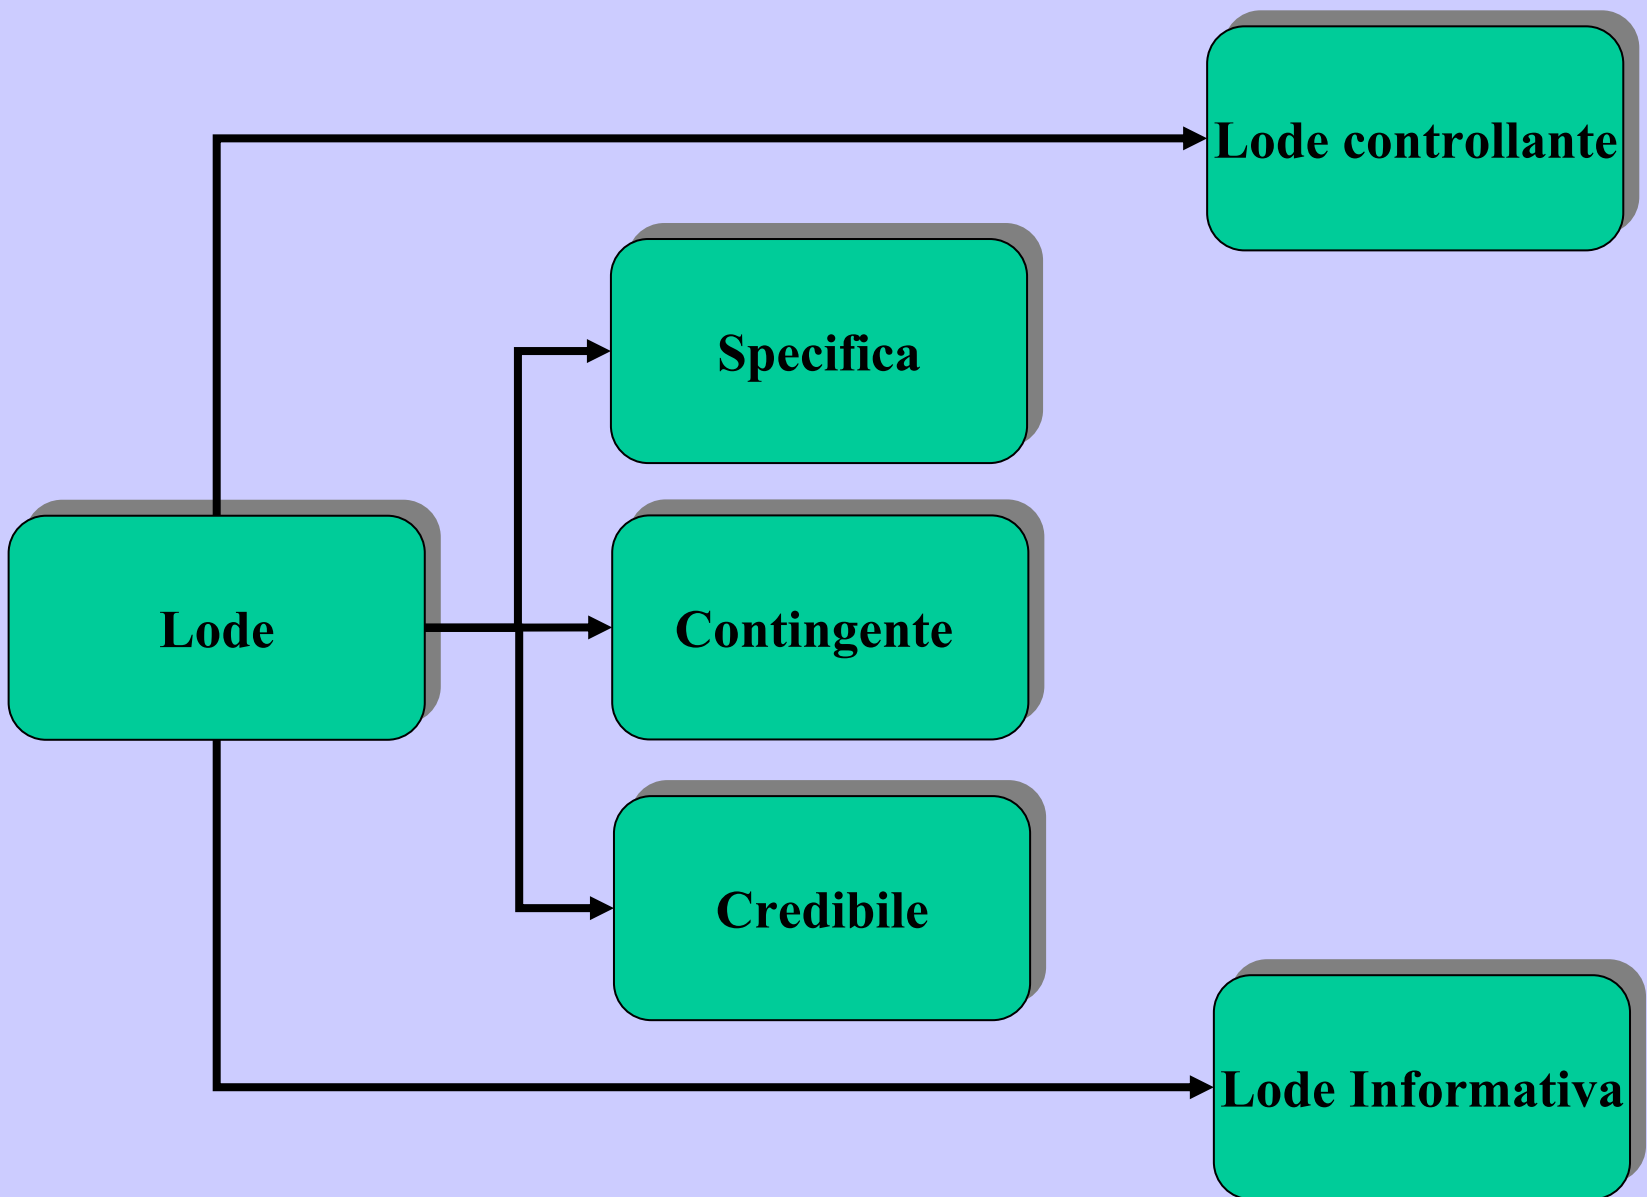 Lode controllante
Specifica
Lode
Contingente
Credibile
Lode Informativa